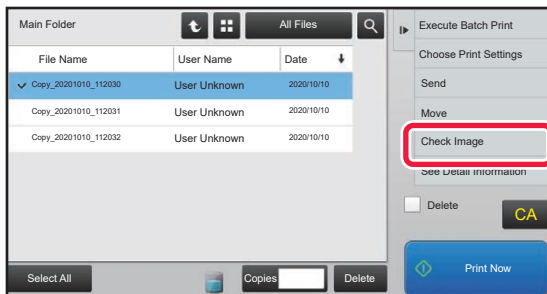 Main Folder
All Files
File Name
User Name
Date
Copy_20201010_112030
User Unknown
2020/10/10
Copy_20201010_112031
User Unknown
2020/10/10
Copy_20201010_112032
User Unknown
2020/10/10
Select All
Copies
Delete
Execute Batch Print
Choose Print Settings
Send
Move
Check Image
See Detail Information
Delete
CA
Print Now